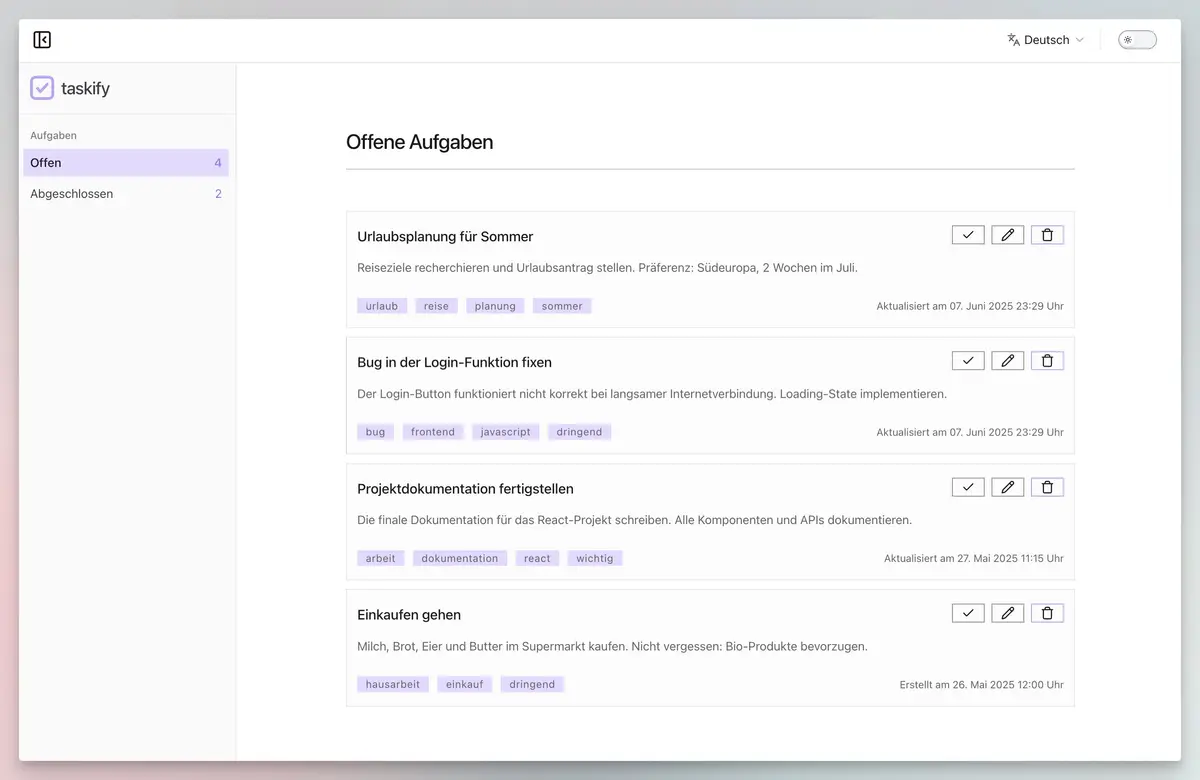 Deutsch
taskify
Aufgaben
Offen 4
Abgeschlossen 2
Offene Aufgaben
Urlaubsplanung für Sommer
Reiseziele recherchieren und Urlaubsantrag stellen. Präferenz: Südeuropa, 2 Wochen im Juli.
urlaub reise planung sommer Aktualisiert am 07. Juni 2025 23:29 Uhr
Bug in der Login-Funktion fixen
Der Login-Button funktioniert nicht korrekt bei langsamer Internetverbindung. Loading-State implementieren.
bug frontend javascript dringend Aktualisiert am 07. Juni 2025 23:29 Uhr
Projektdokumentation fertigstellen
Die finale Dokumentation für das React-Projekt schreiben. Alle Komponenten und APIs dokumentieren.
arbeit dokumentation react wichtig Aktualisiert am 27. Mai 2025 11:15 Uhr
Einkaufen gehen
Milch, Brot, Eier und Butter im Supermarkt kaufen. Nicht vergessen: Bio-Produkte bevorzugen.
hausarbeit einkauf dringend Erstellt am 26. Mai 2025 12:00 Uhr